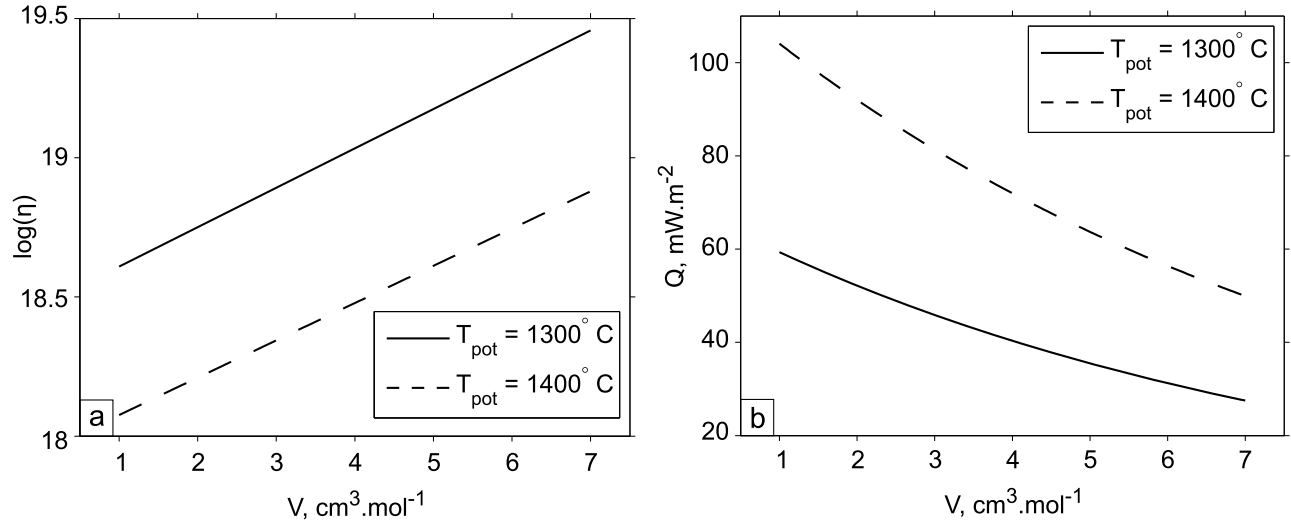 19.5
19
18.5
18
log(η)
T_pot = 1300° C
T_pot = 1400° C
a
1 2 3 4 5 6 7
V, cm³.mol⁻¹
100
80
60
40
20
Q, mW.m⁻²
T_pot = 1300° C
T_pot = 1400° C
b
1 2 3 4 5 6 7
V, cm³.mol⁻¹